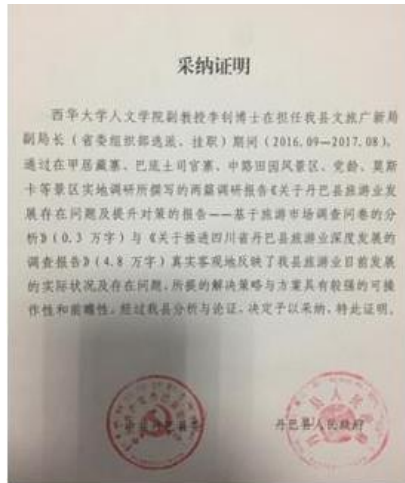 采纳证明
西华大学人文学院副教授李钊博士在担任我县文旅广新局
副局长（省委组织部选派、挂职）期间（2016.09—2017.08），
通过在甲居藏寨、巴底土司官寨、中路田园风景区、党岭、莫斯
卡等景区实地调研所撰写的两篇调研报告《关于丹巴县旅游业发
展存在问题及提升对策的报告——基于旅游市场调查问卷的分
析》（0.3 万字）与《关于推进四川省丹巴县旅游业深度发展的
调查报告》（4.8 万字）真实客观地反映了我县旅游业目前发展
的实际状况及存在问题，所提的解决策略与方案具有较强的可操
作性和前瞻性。经过我县分析与论证，决定予以采纳，特此证明。
丹巴县人民政府